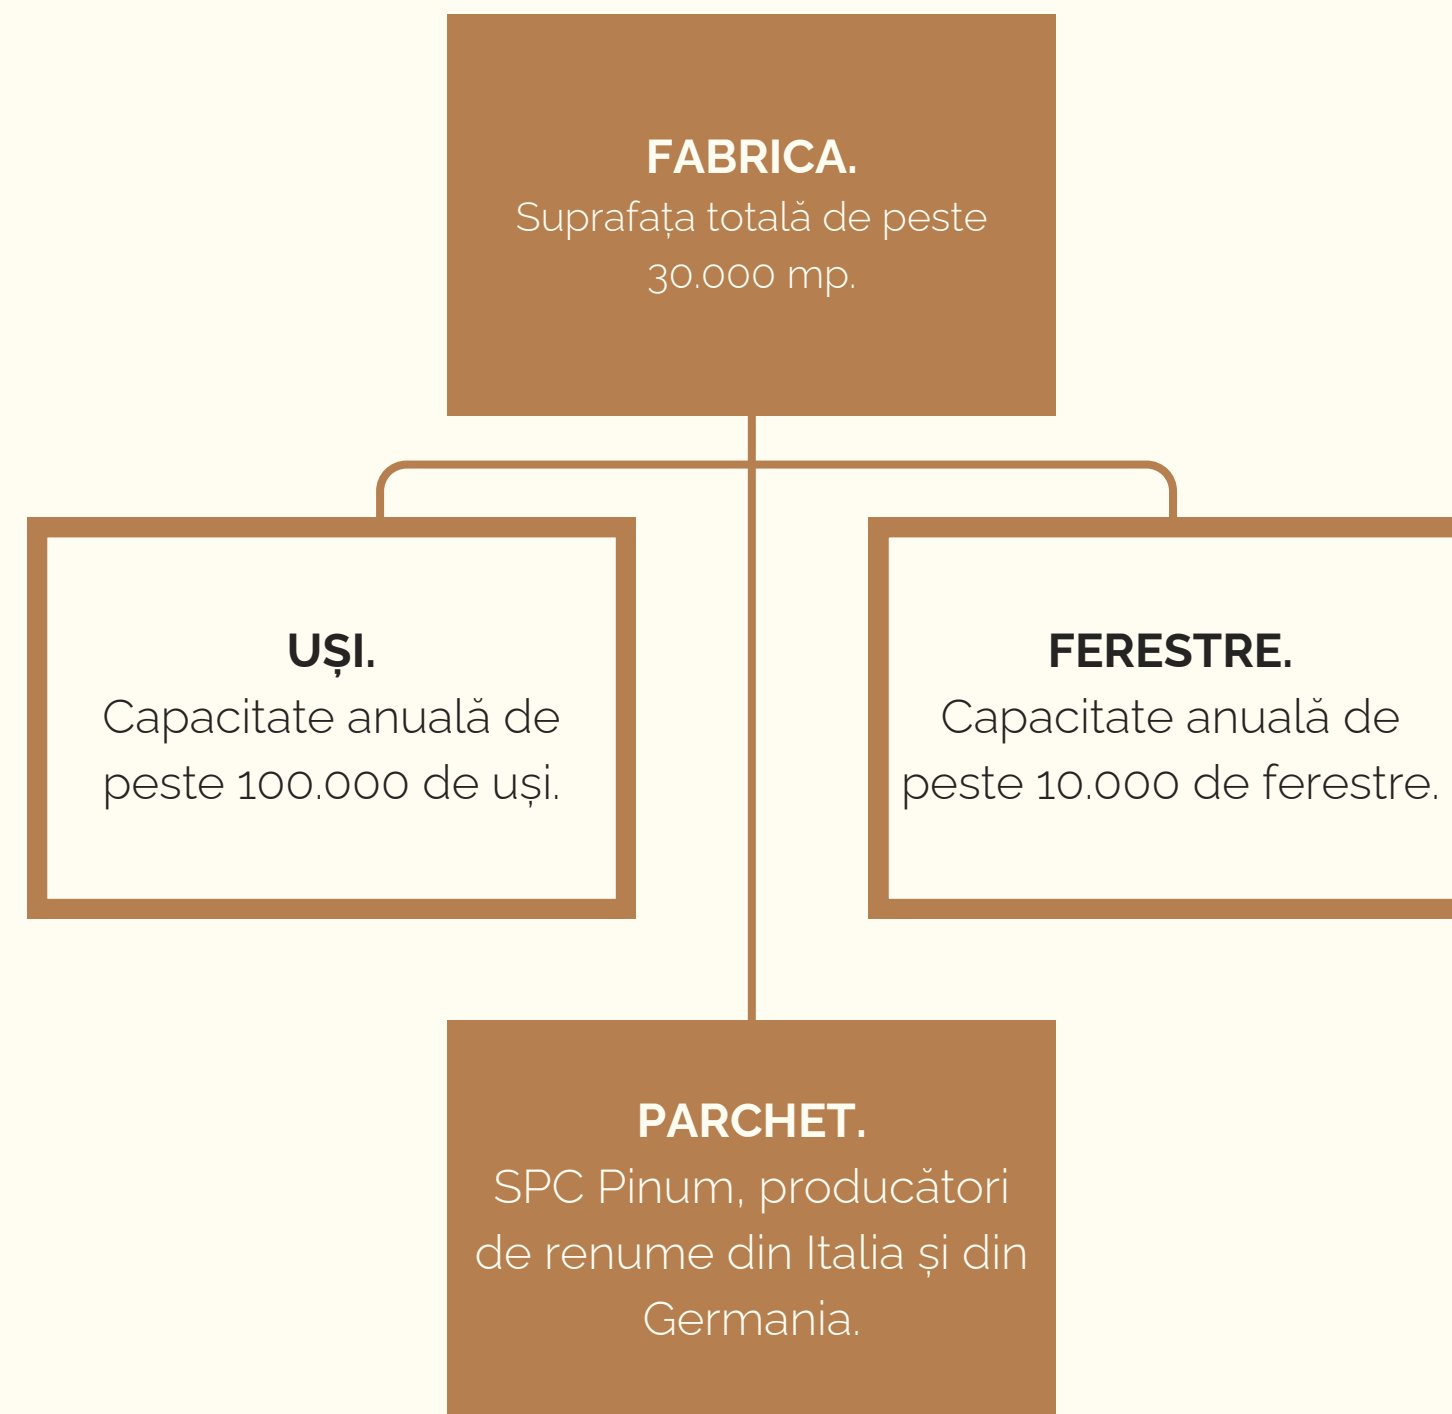 FABRICA.
Suprafața totală de peste
30.000 mp.
UȘI.
Capacitate anuală de
peste 100.000 de uși.
FERESTRE.
Capacitate anuală de
peste 10.000 de ferestre.
PARCHET.
SPC Pinum, producători
de renume din Italia și din
Germania.